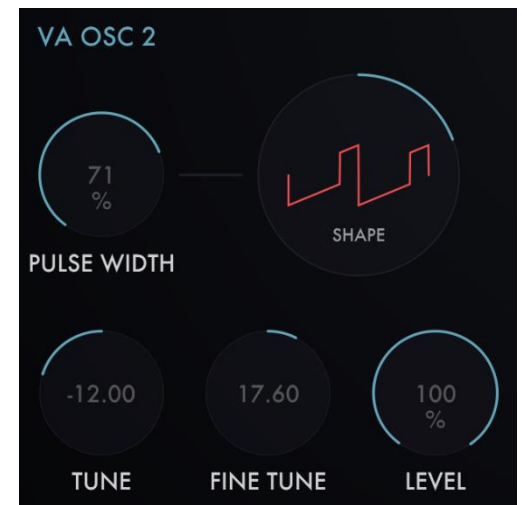 VA OSC 2
71
%
SHAPE
PULSE WIDTH
-12.00
17.60
100
%
TUNE
FINE TUNE
LEVEL